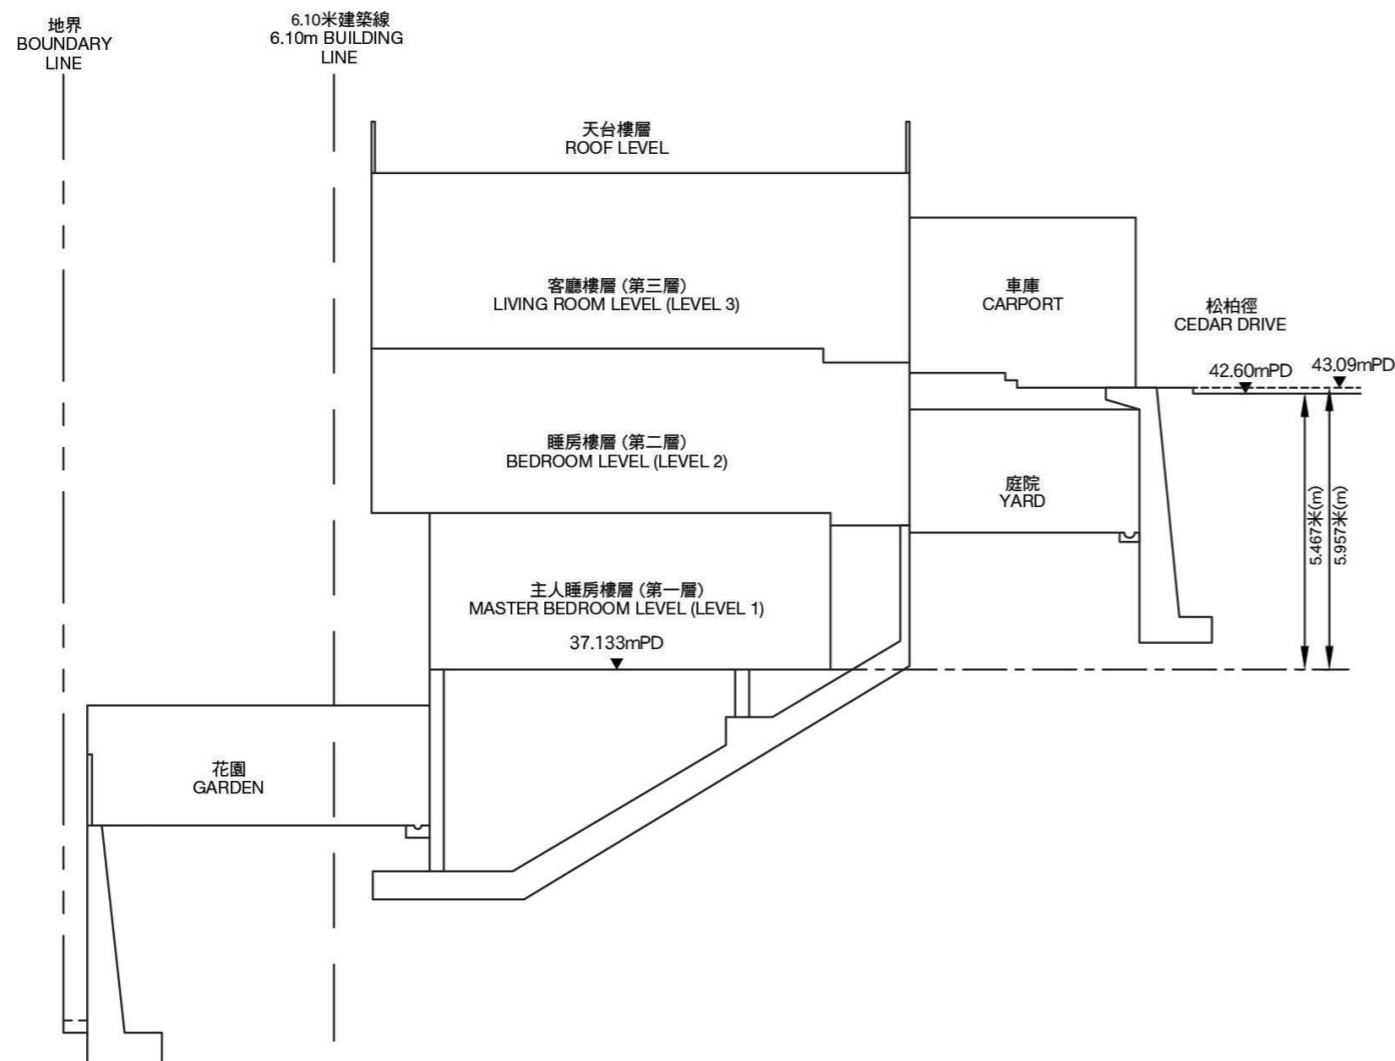 地界
BOUNDARY
LINE
6.10米建築線
6.10m BUILDING
LINE
天台樓層
ROOF LEVEL
客廳樓層 (第三層)
LIVING ROOM LEVEL (LEVEL 3)
車庫
CARPORT
松柏徑
CEDAR DRIVE
42.60mPD
43.09mPD
睡房樓層 (第二層)
BEDROOM LEVEL (LEVEL 2)
庭院
YARD
5.467米(m)
5.957米(m)
主人睡房樓層 (第一層)
MASTER BEDROOM LEVEL (LEVEL 1)
37.133mPD
花園
GARDEN